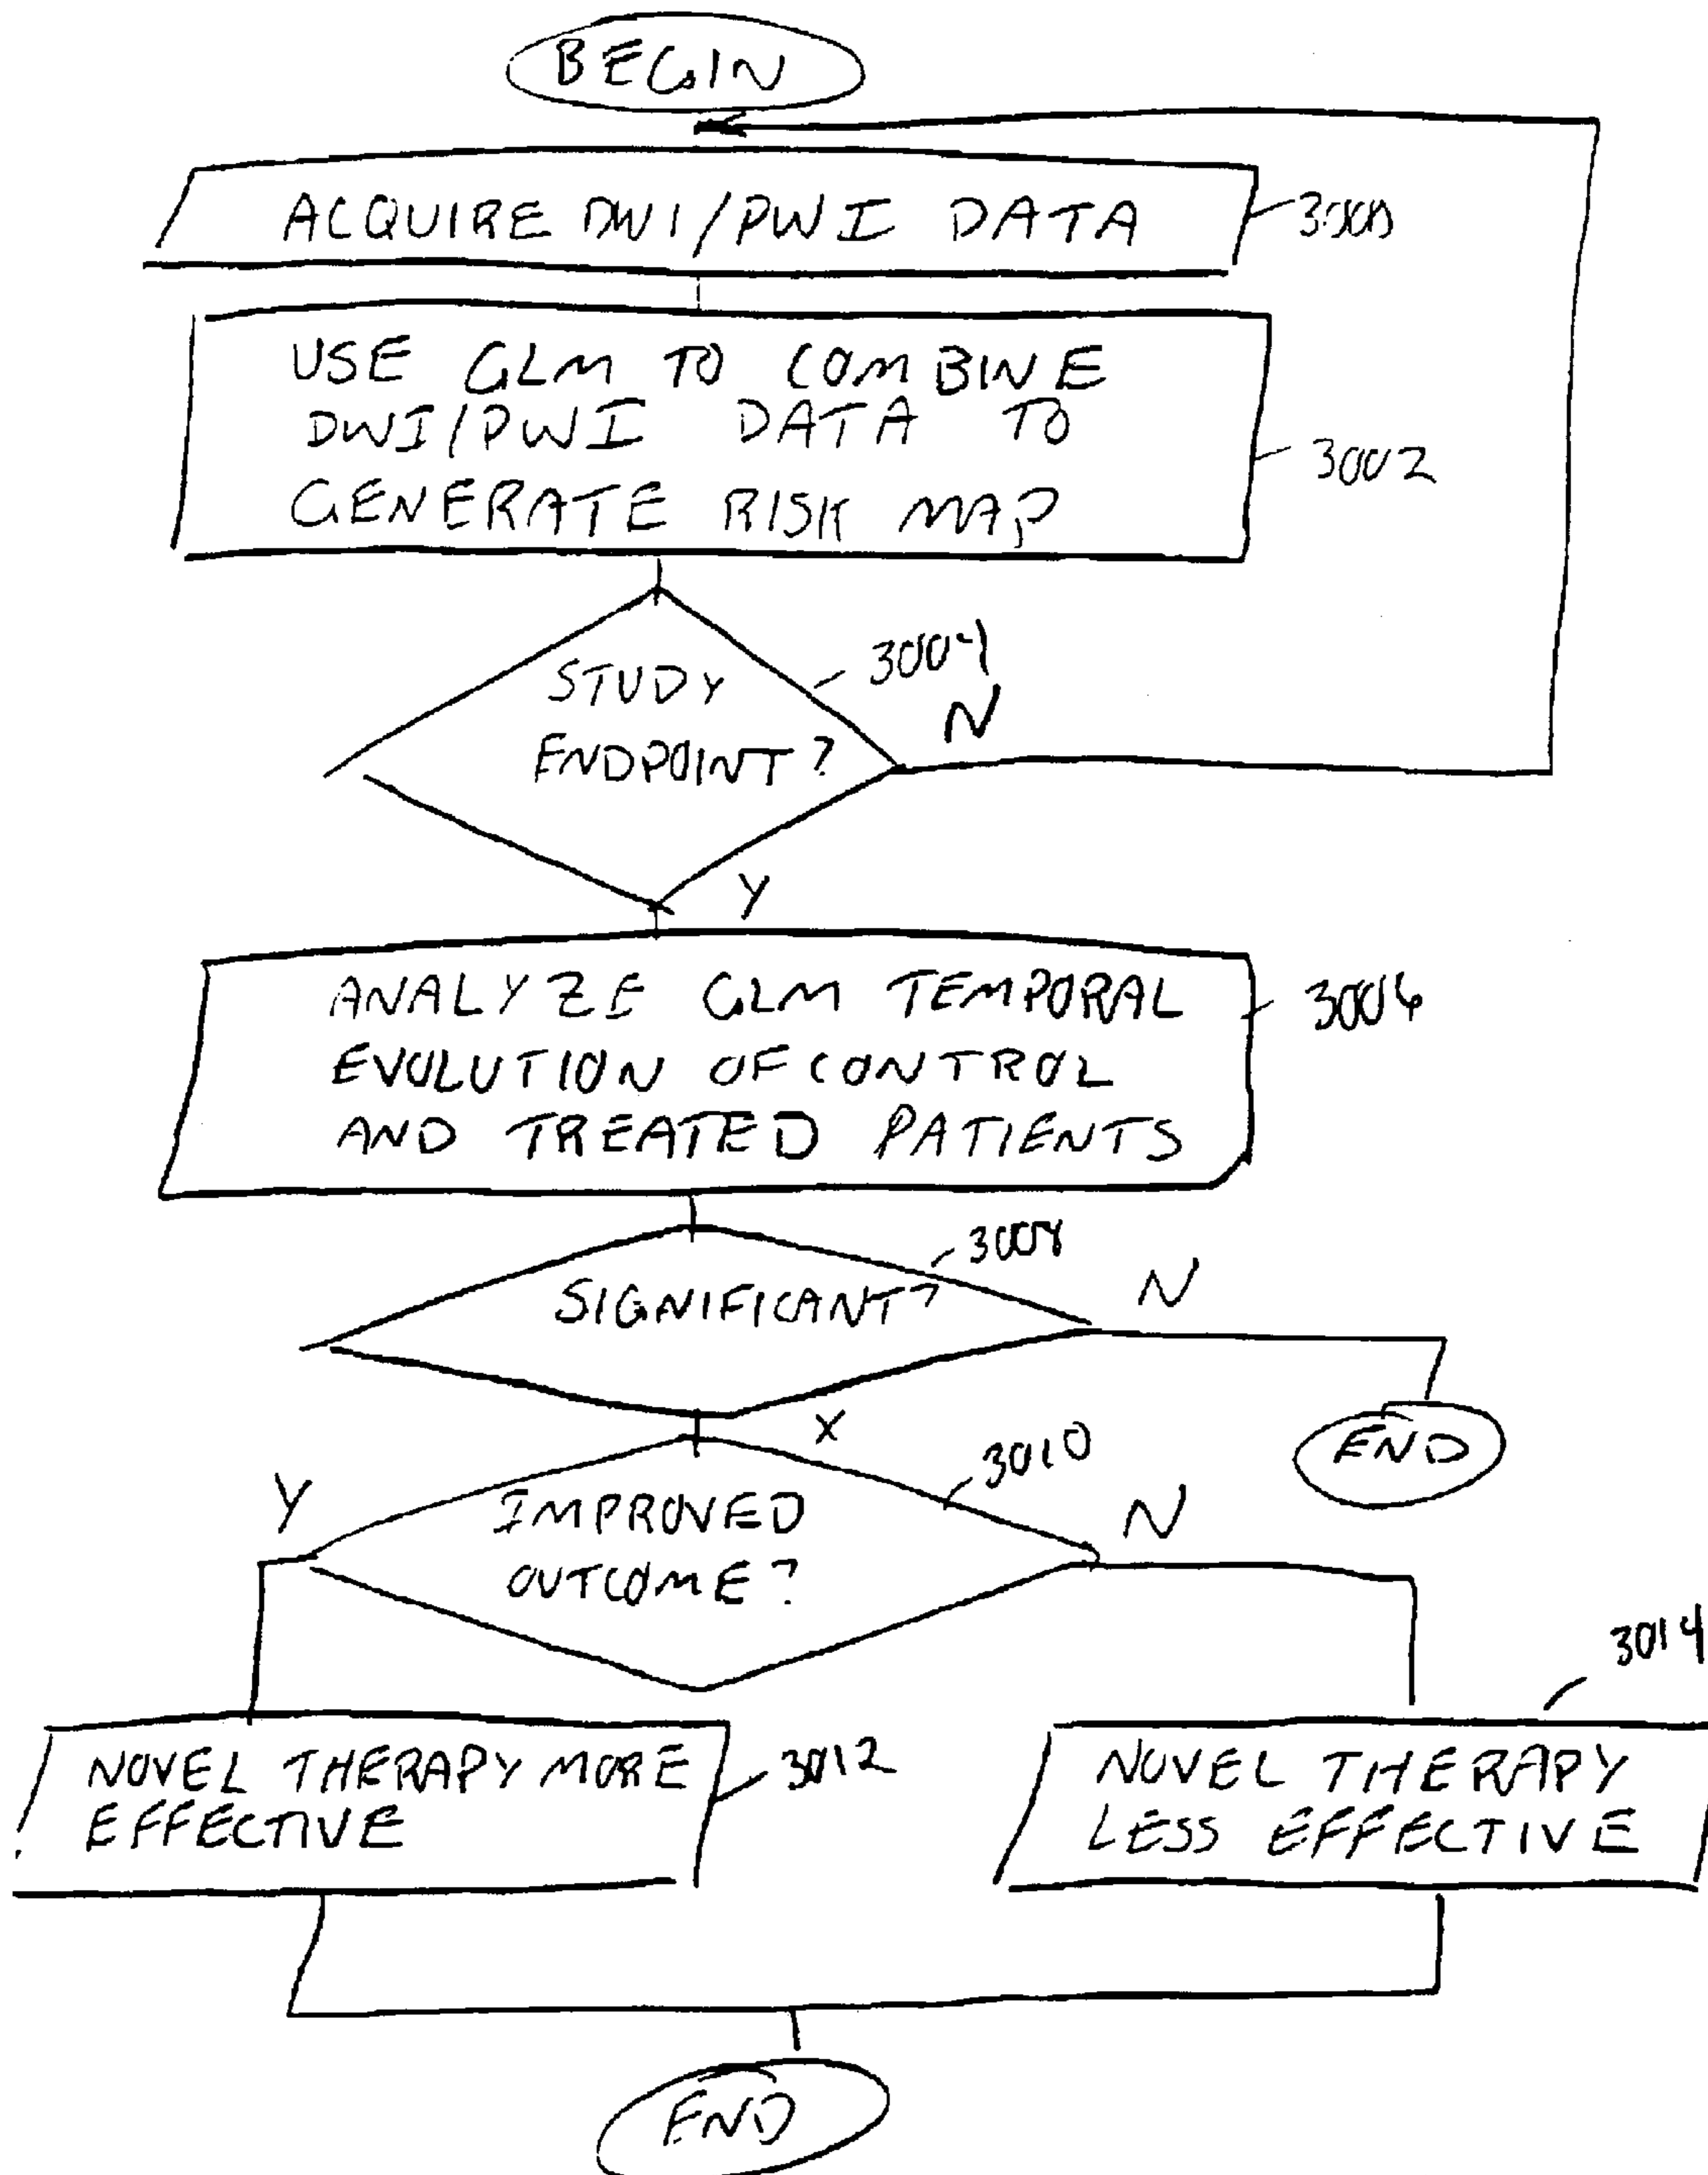 BEGIN
ACQUIRE DWI/PWI DATA
3000
USE GLM TO COMBINE
DWI/PWI DATA TO
GENERATE RISK MAP
3002
3004
STUDY
ENDPOINT?
N
Y
ANALYZE GLM TEMPORAL
EVOLUTION OF CONTROL
AND TREATED PATIENTS
3006
3008
SIGNIFICANT?
N
END
Y
3010
Y
IMPROVED
OUTCOME?
N
3014
NOVEL THERAPY MORE
EFFECTIVE
3012
NOVEL THERAPY
LESS EFFECTIVE
END